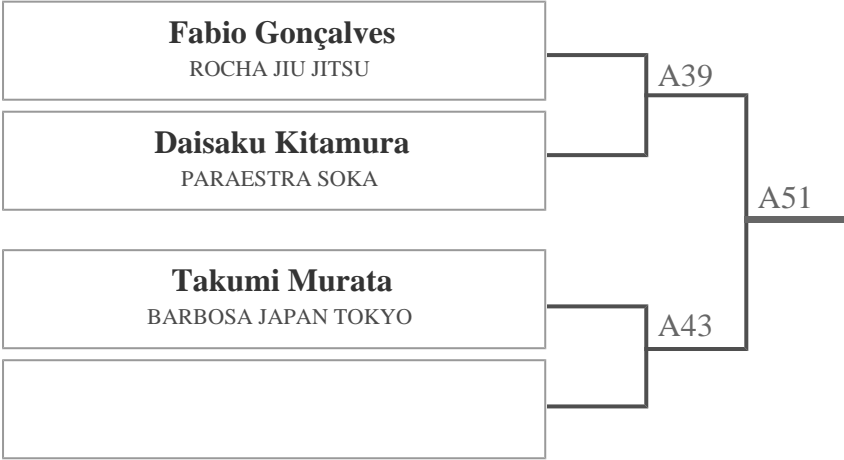 Fabio Gonçalves
ROCHA JIU JITSU
A39
Daisaku Kitamura
PARAESTRA SOKA
A51
Takumi Murata
BARBOSA JAPAN TOKYO
A43